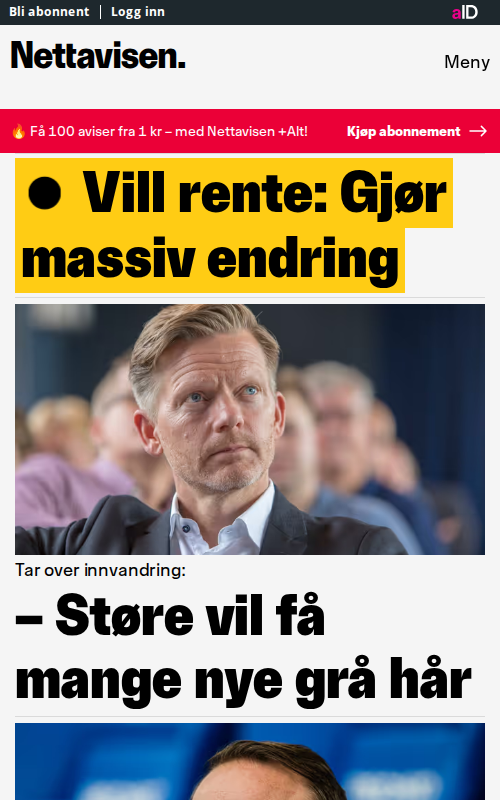 Bli abonnent | Logg inn
aID
Nettavisen.
Meny
🔥 Få 100 aviser fra 1 kr – med Nettavisen +Alt!
Kjøp abonnement →
● Vill rente: Gjør
massiv endring
Tar over innvandring:
– Støre vil få
mange nye grå hår